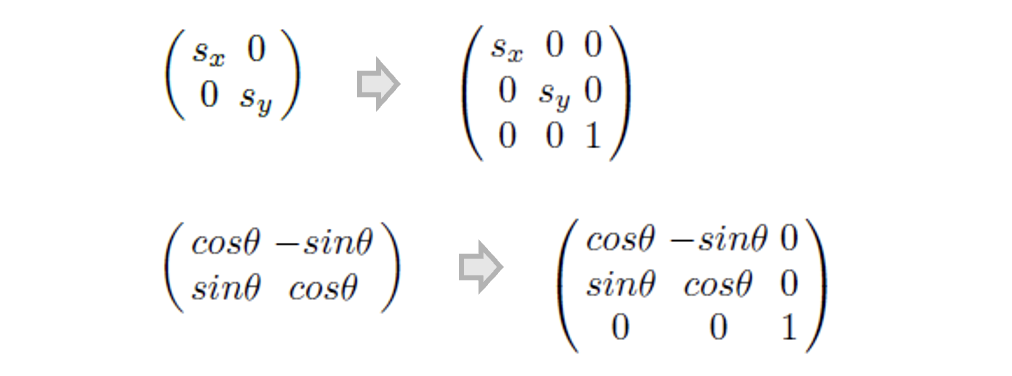 s_x 0
0 s_y
s_x 0 0
0 s_y 0
0 0 1
cosθ −sinθ
sinθ cosθ
cosθ −sinθ 0
sinθ cosθ 0
0 0 1